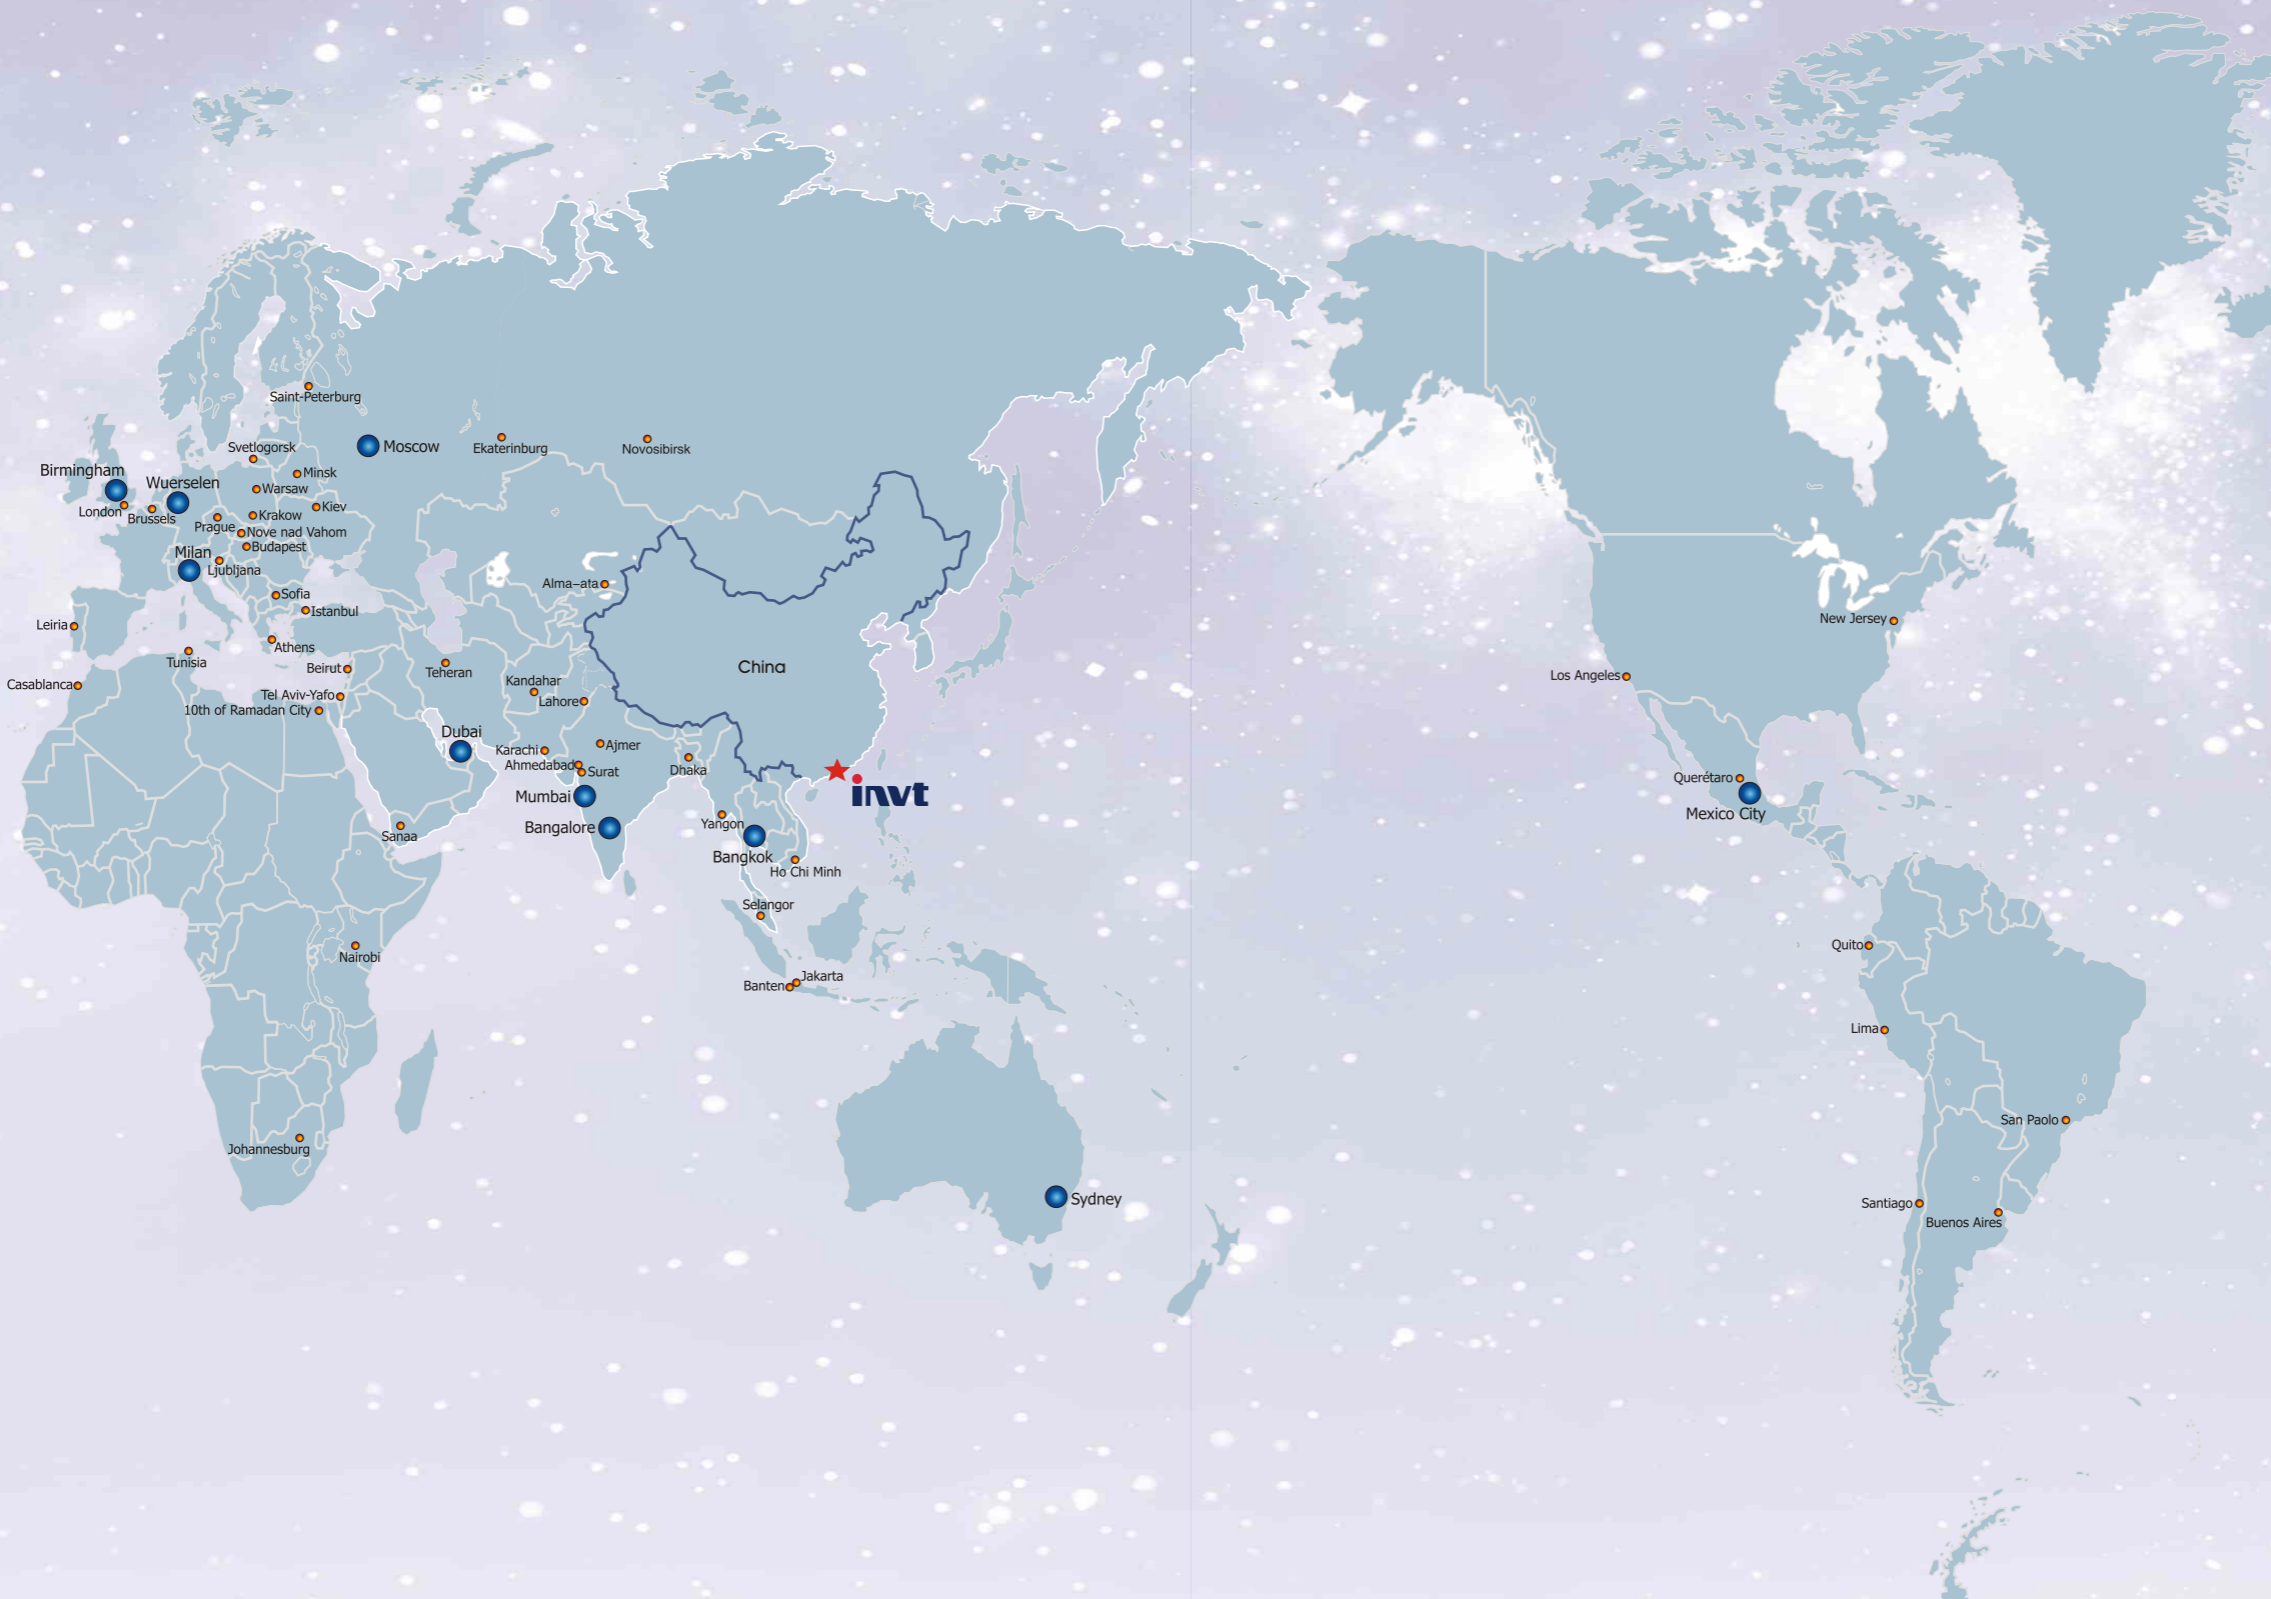 Saint-Peterburg
Moscow
Ekaterinburg
Novosibirsk
Svetlogorsk
Birmingham
Minsk
Wuerselen
Warsaw
London
Brussels
Kiev
Krakow
Prague
Nove nad Vahom
Budapest
Milan
Ljubljana
Alma-ata
Sofia
Istanbul
Leiria
New Jersey
Athens
Tunisia
Beirut
Teheran
China
Los Angeles
Casablanca
Kandahar
Tel Aviv-Yafo
Lahore
10th of Ramadan City
Dubai
Karachi
Ajmer
Ahmedabad
Surat
Dhaka
Querétaro
invt
Mumbai
Mexico City
Yangon
Bangalore
Sanaa
Bangkok
Ho Chi Minh
Selangor
Quito
Nairobi
Jakarta
Banten
Lima
San Paolo
Johannesburg
Sydney
Santiago
Buenos Aires